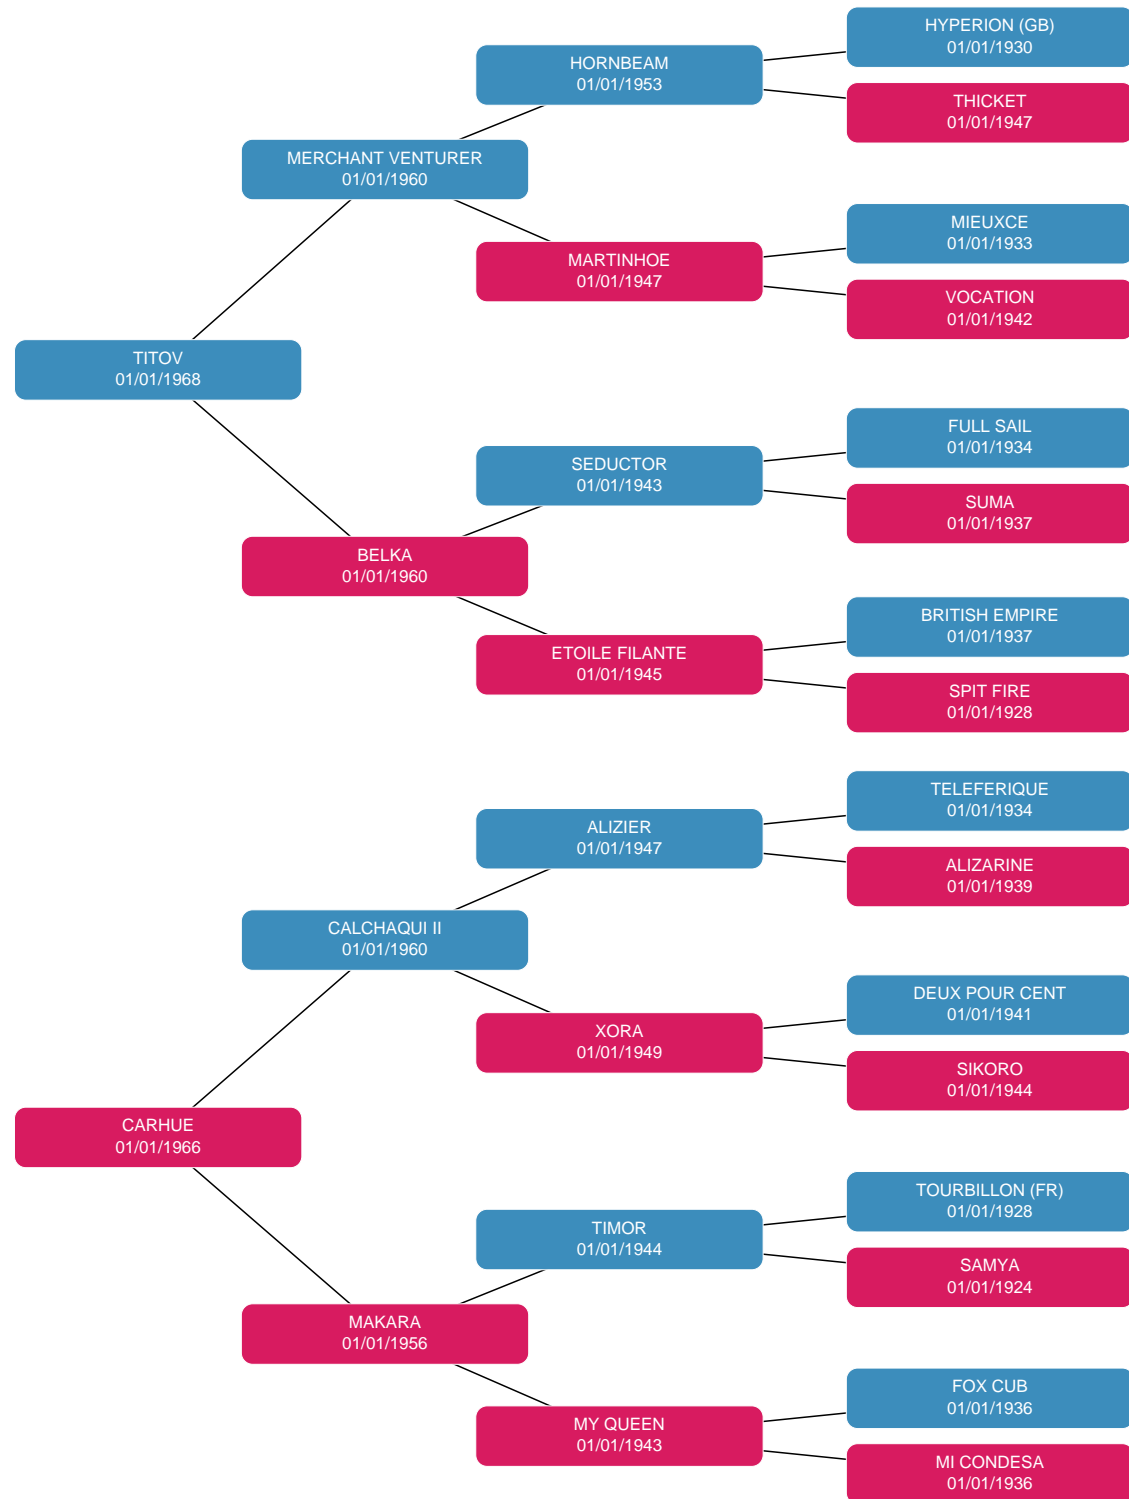 HYPERION (GB)
01/01/1930
HORNBEAM
01/01/1953
THICKET
01/01/1947
MERCHANT VENTURER
01/01/1960
MIEUXCE
01/01/1933
MARTINHOE
01/01/1947
VOCATION
01/01/1942
TITOV
01/01/1968
FULL SAIL
01/01/1934
SEDUCTOR
01/01/1943
SUMA
01/01/1937
BELKA
01/01/1960
BRITISH EMPIRE
01/01/1937
ETOILE FILANTE
01/01/1945
SPIT FIRE
01/01/1928
TELEFERIQUE
01/01/1934
ALIZIER
01/01/1947
ALIZARINE
01/01/1939
CALCHAQUI II
01/01/1960
DEUX POUR CENT
01/01/1941
XORA
01/01/1949
SIKORO
01/01/1944
CARHUE
01/01/1966
TOURBILLON (FR)
01/01/1928
TIMOR
01/01/1944
SAMYA
01/01/1924
MAKARA
01/01/1956
FOX CUB
01/01/1936
MY QUEEN
01/01/1943
MI CONDESA
01/01/1936